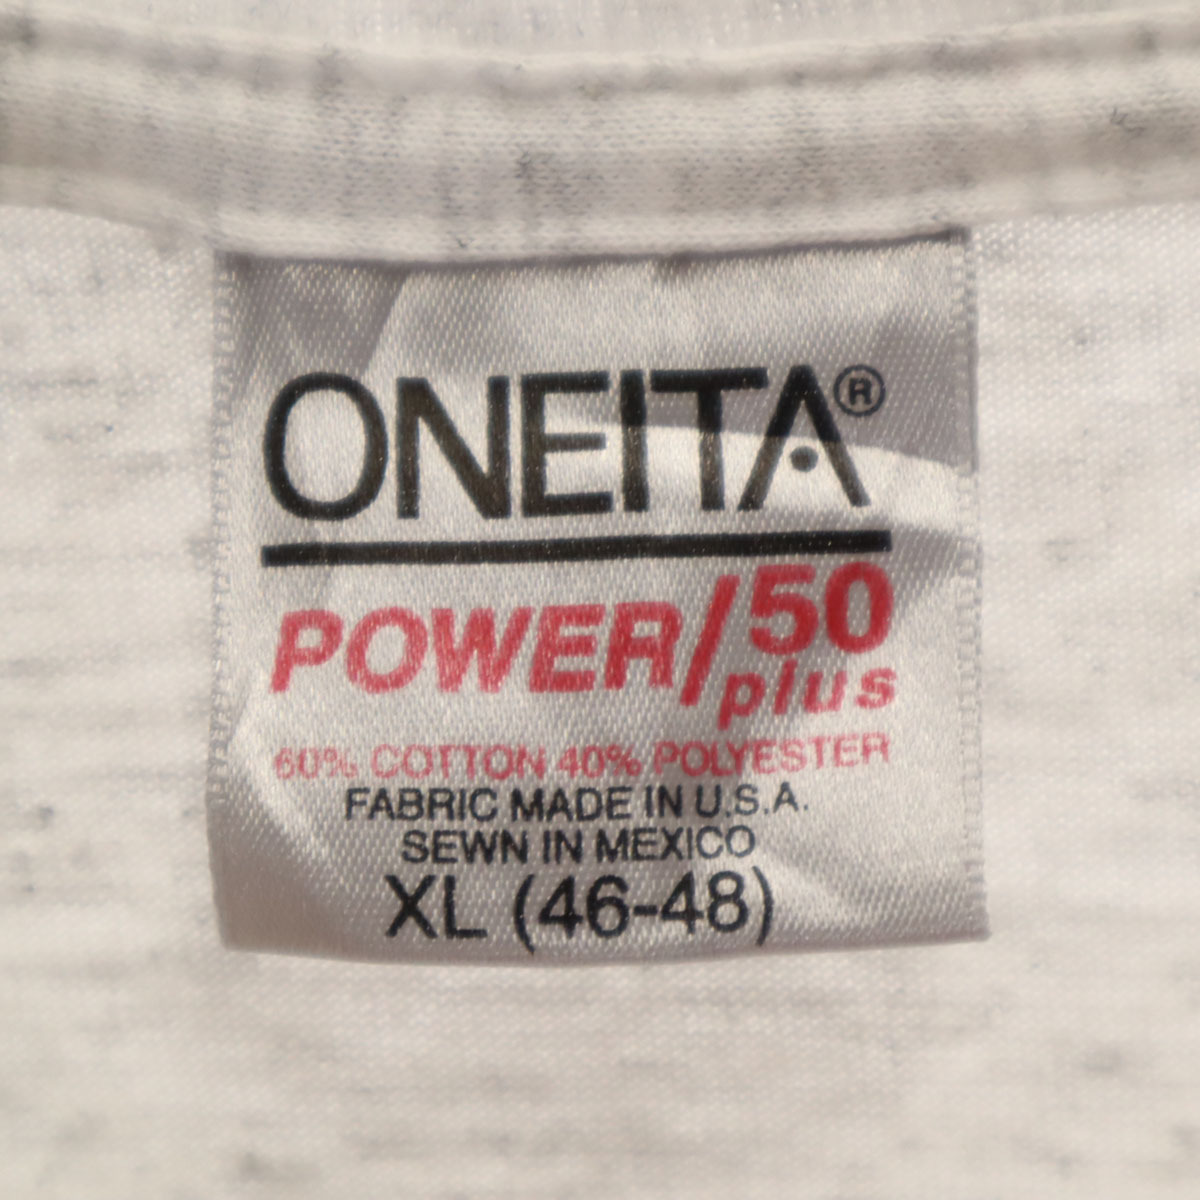 ONEITA®
POWER/50 plus
60% COTTON 40% POLYESTER
FABRIC MADE IN U.S.A.
SEWN IN MEXICO
XL (46-48)